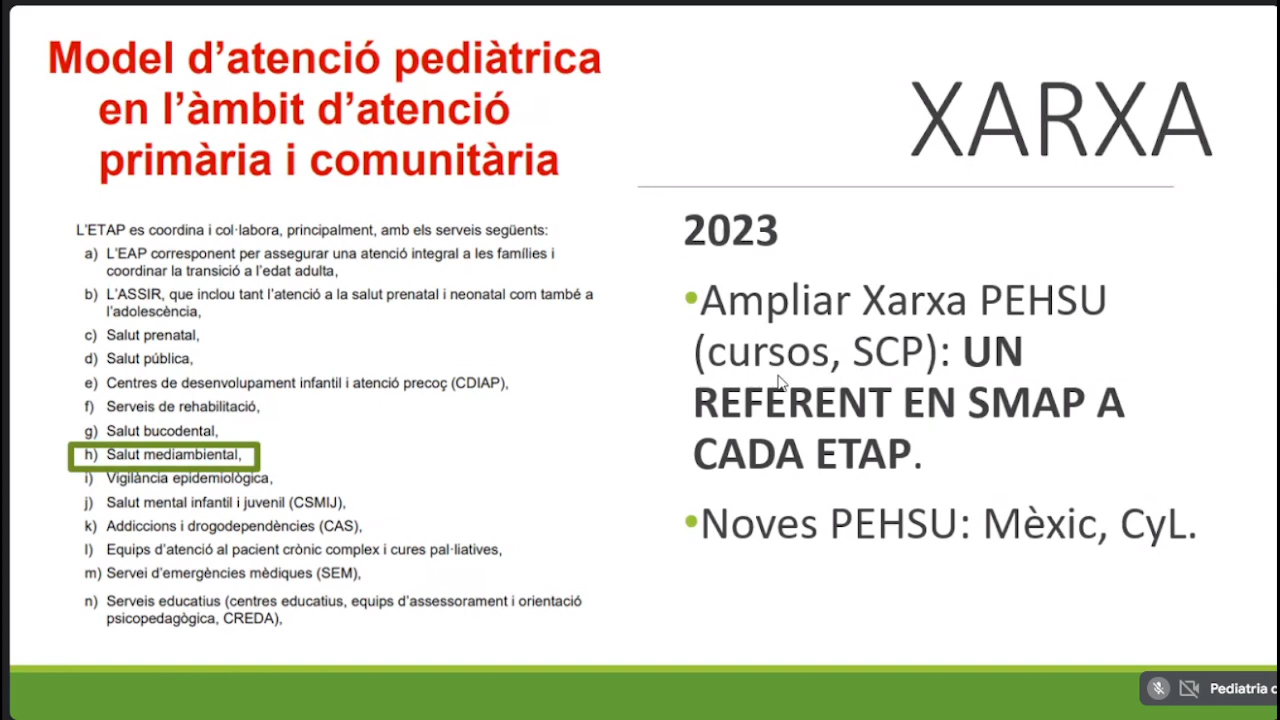 Model d’atenció pediàtrica
en l’àmbit d’atenció
primària i comunitària
L’ETAP es coordina i col·labora, principalment, amb els serveis següents:
a) L’EAP corresponent per assegurar una atenció integral a les famílies i
coordinar la transició a l’edat adulta,
b) L’ASSIR, que inclou tant l’atenció a la salut prenatal i neonatal com també a
l’adolescència,
c) Salut prenatal,
d) Salut pública,
e) Centres de desenvolupament infantil i atenció precoç (CDIAP),
f) Serveis de rehabilitació,
g) Salut bucodental,
h) Salut mediambiental,
i) Vigilància epidemiològica,
j) Salut mental infantil i juvenil (CSMIJ),
k) Addiccions i drogodependències (CAS),
l) Equips d’atenció al pacient crònic complex i cures pal·liatives,
m) Servei d’emergències mèdiques (SEM),
n) Serveis educatius (centres educatius, equips d’assessorament i orientació
psicopedagògica, CREDA),
XARXA
2023
•Ampliar Xarxa PEHSU
(cursos, SCP): UN
REFERENT EN SMAP A
CADA ETAP.
•Noves PEHSU: Mèxic, CyL.
Pediatria